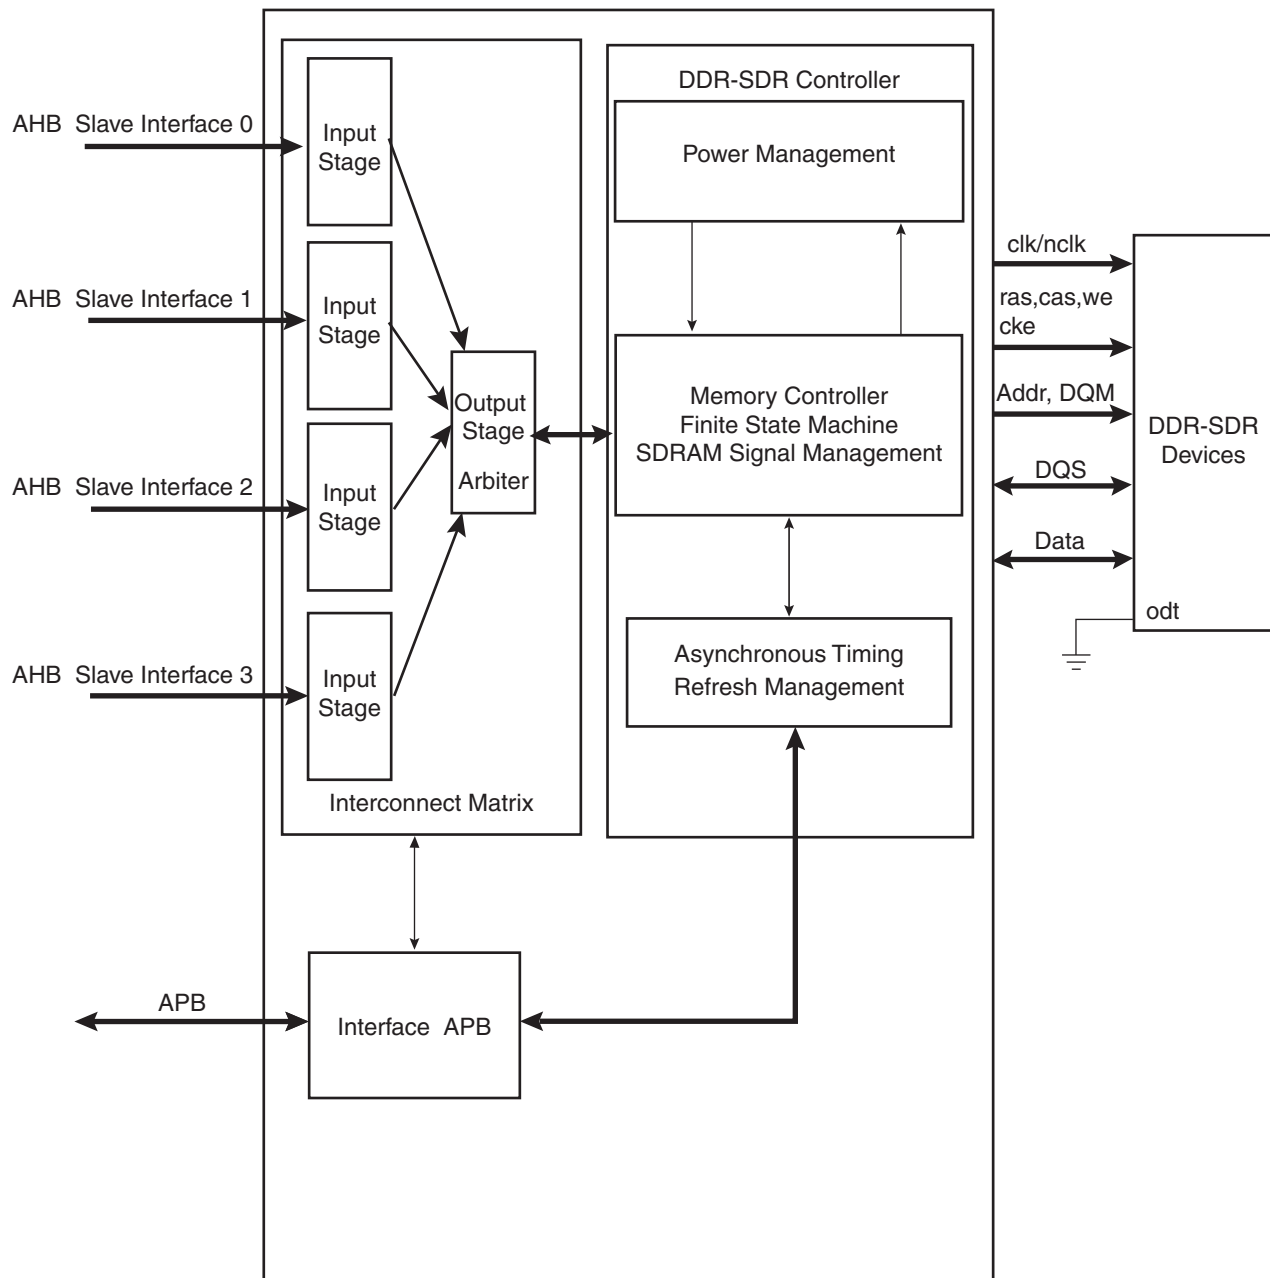 AHB Slave Interface 0
Input
Stage
AHB Slave Interface 1
Input
Stage
AHB Slave Interface 2
Input
Stage
AHB Slave Interface 3
Input
Stage
Output
Stage
Arbiter
Interconnect Matrix
DDR-SDR Controller
Power Management
Memory Controller
Finite State Machine
SDRAM Signal Management
Asynchronous Timing
Refresh Management
clk/nclk
ras,cas,we
cke
Addr, DQM
DQS
Data
DDR-SDR
Devices
odt
APB
Interface APB